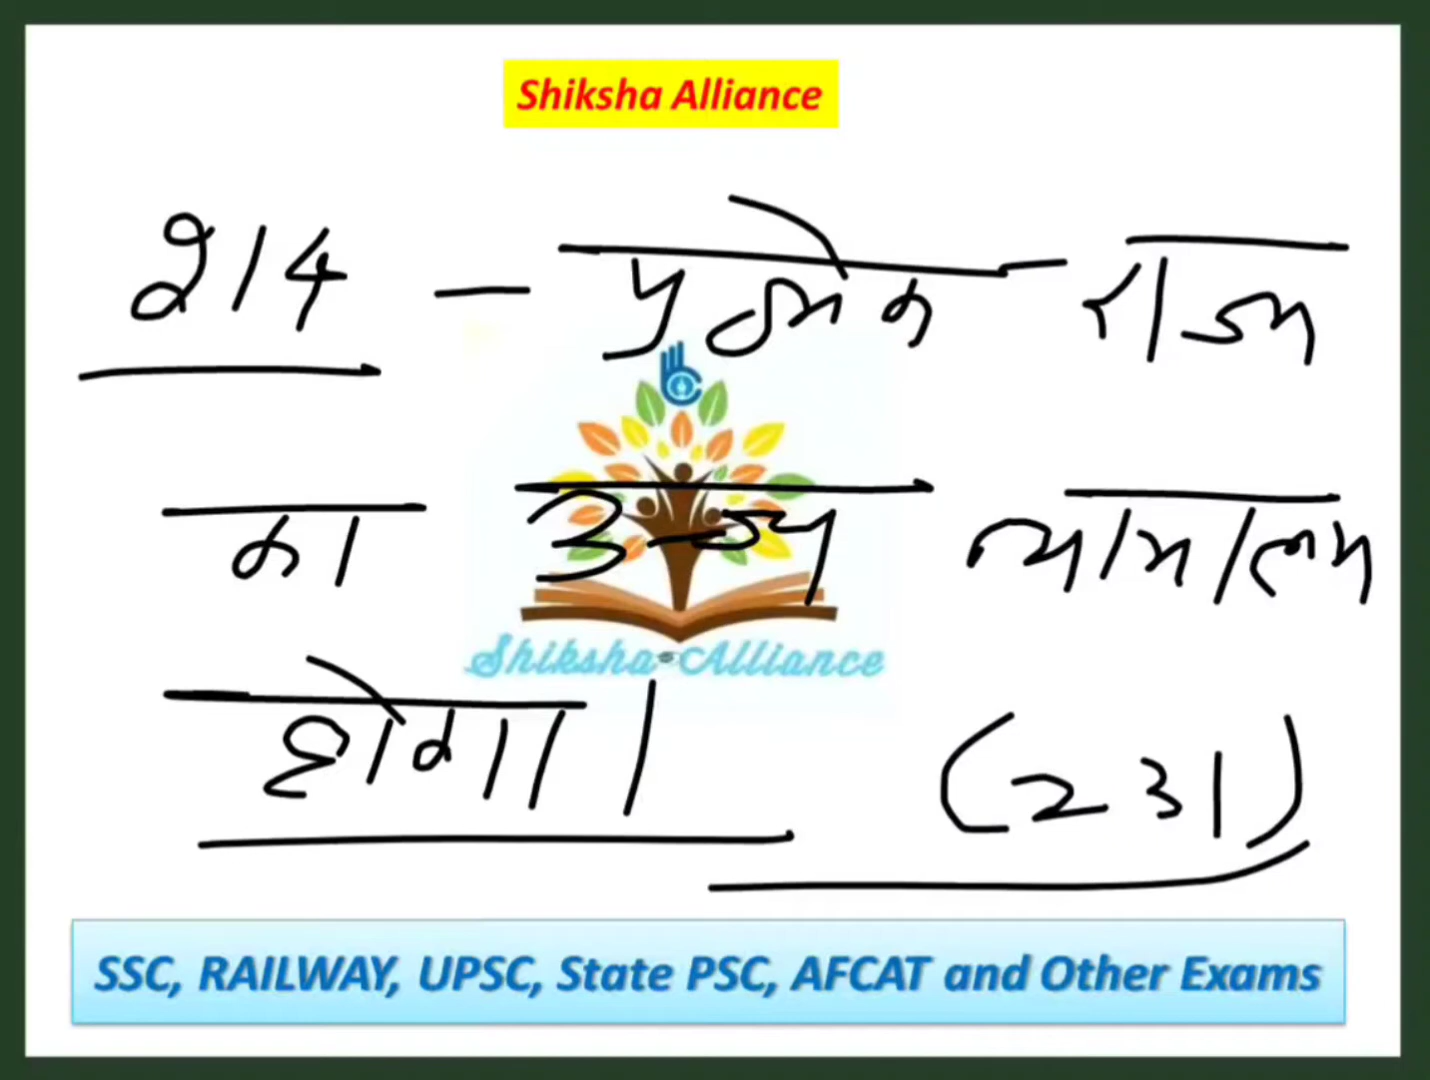 Shiksha Alliance
214 - प्रत्येक राज्य
का उच्च न्यायालय
Shiksha Alliance
होगा। (231)
SSC, RAILWAY, UPSC, State PSC, AFCAT and Other Exams